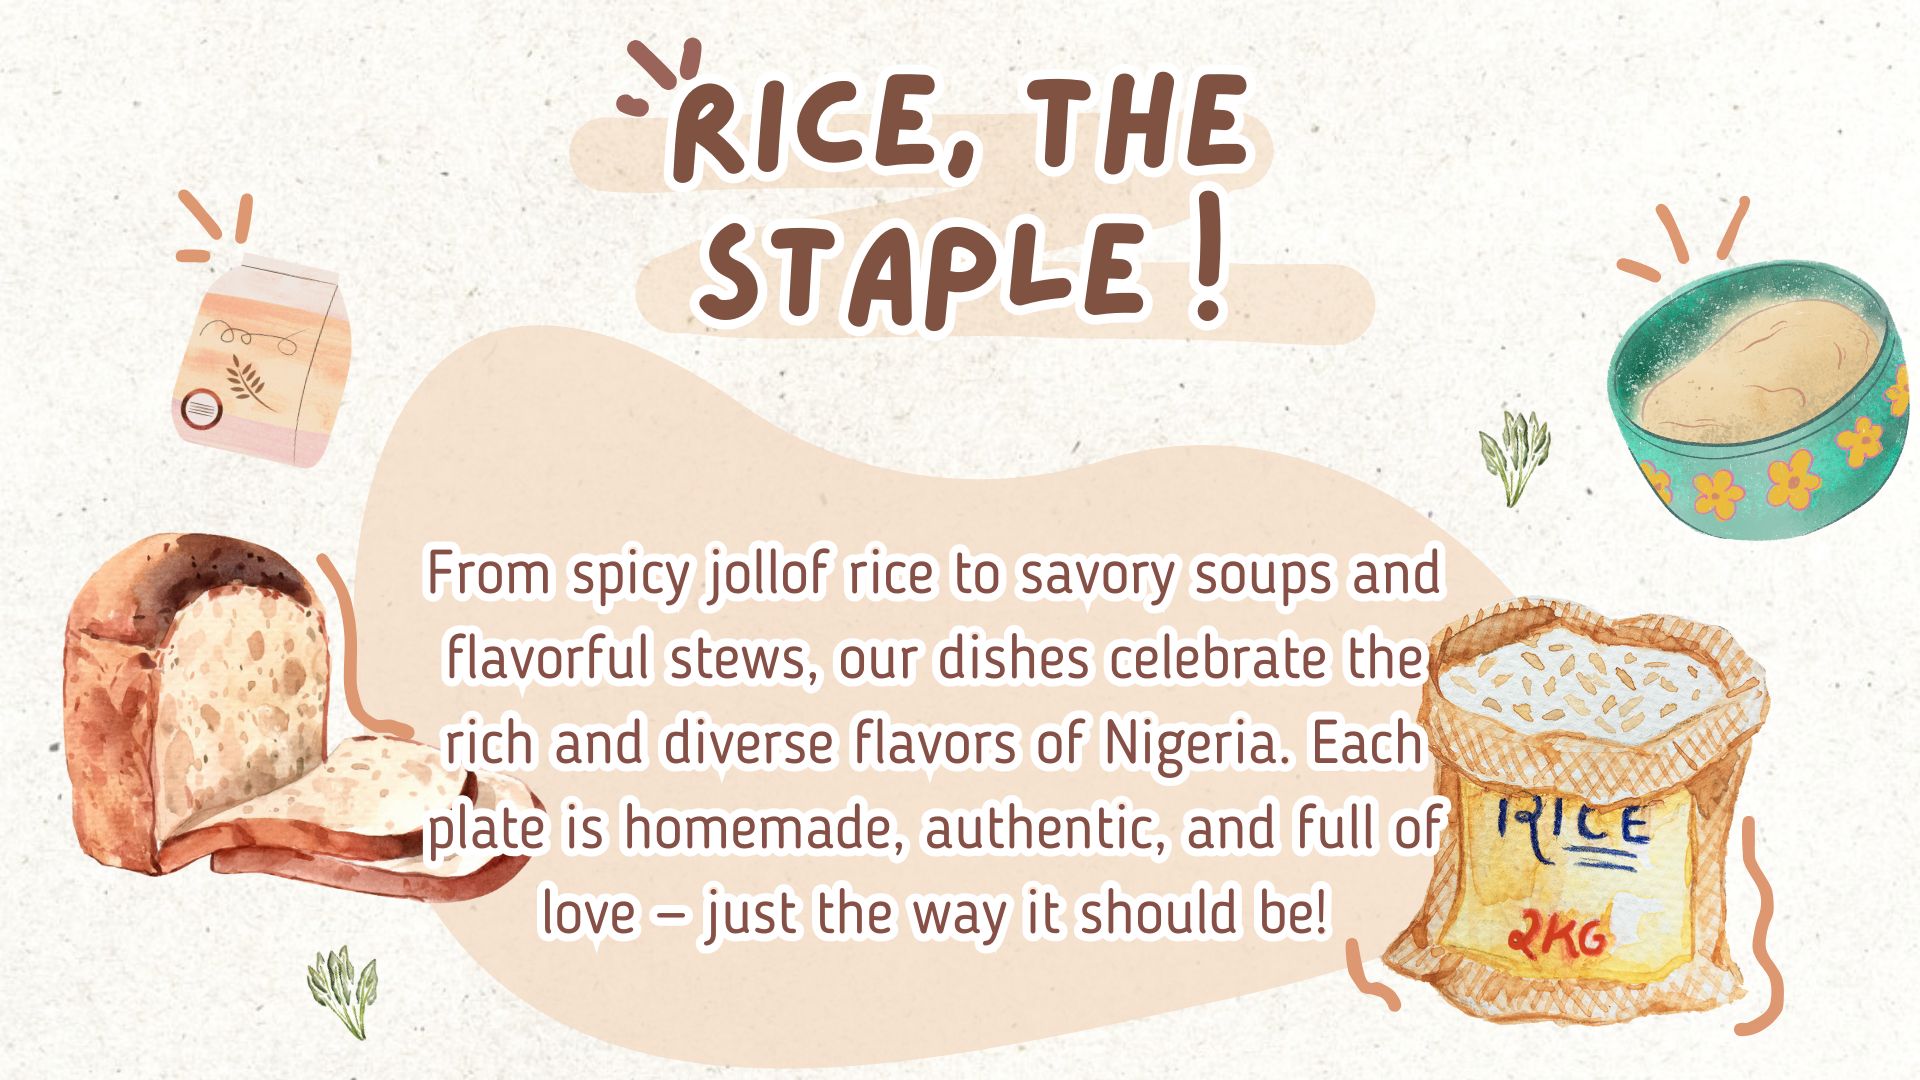 RICE, THE
STAPLE !
From spicy jollof rice to savory soups and
flavorful stews, our dishes celebrate the
rich and diverse flavors of Nigeria. Each
plate is homemade, authentic, and full of
love – just the way it should be!
RICE
2KG